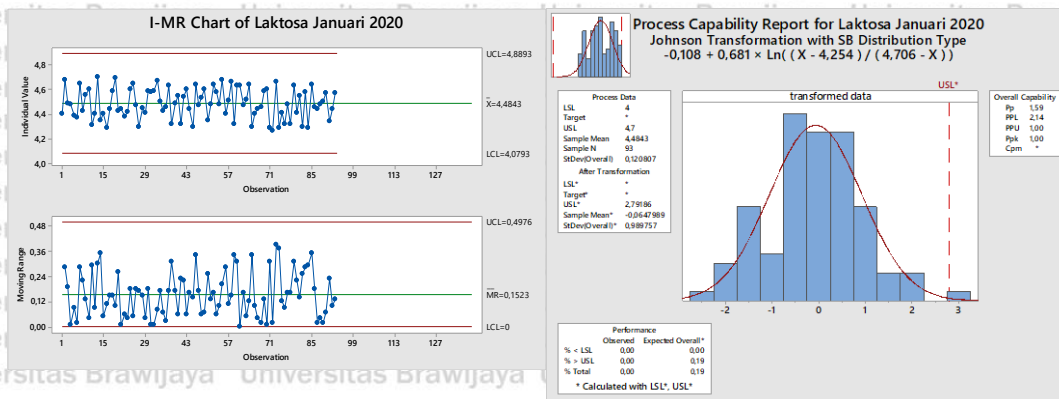 I-MR Chart of Laktosa Januari 2020
UCL=4,8893
4,8
4,6
4,4
4,2
4,0
X=4,4843
LCL=4,0793
Individual Value
1 15 29 43 57 71 85 99 113 127
Observation
UCL=0,4976
0,48
0,36
0,24
0,12
0,00
MR=0,1523
LCL=0
Moving Range
1 15 29 43 57 71 85 99 113 127
Observation
Process Capability Report for Laktosa Januari 2020
Johnson Transformation with SB Distribution Type
-0,108 + 0,681 × Ln( ( X - 4,254 ) / ( 4,706 - X ) )
Process Data
LSL 4
Target *
USL 4,7
Sample Mean 4,4843
Sample N 93
StDev(Overall) 0,120807
After Transformation
LSL* *
Target* *
USL* 2,79186
Sample Mean* -0,0647989
StDev(Overall)* 0,989757
USL*
transformed data
-2 -1 0 1 2 3
Overall Capability
Pp 1,59
PPL 2,14
PPU 1,00
Ppk 1,00
Cpm *
Performance
Observed Expected Overall*
% < LSL 0,00 0,00
% > USL 0,00 0,19
% Total 0,00 0,19
* Calculated with LSL*, USL*
ersitas Brawijaya Universitas Brawijaya